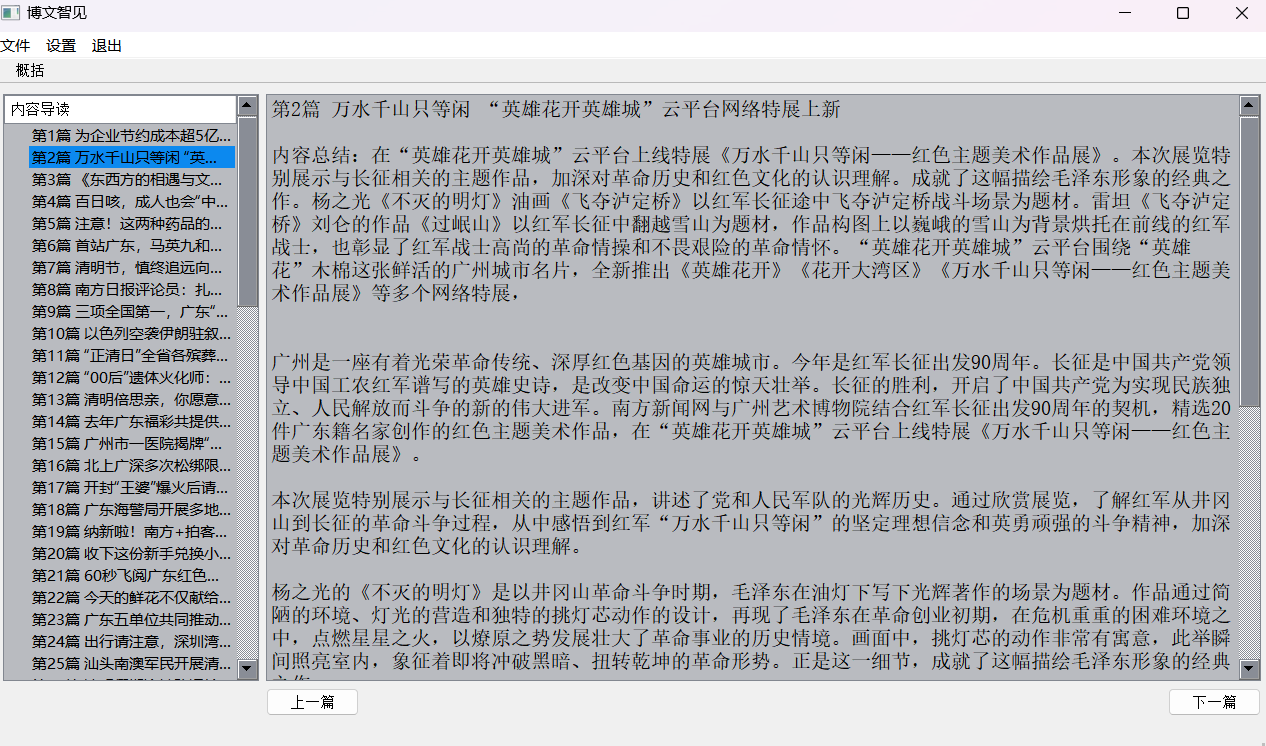 博文智见
文件 设置 退出
概括
内容导读
第1篇 为企业节约成本超5亿...
第2篇 万水千山只等闲 “英...
第3篇 《东西方的相遇与文...
第4篇 百日咳，成人也会“中...
第5篇 注意！这两种药品的...
第6篇 首站广东，马英九和...
第7篇 清明节，慎终追远向...
第8篇 南方日报评论员：扎...
第9篇 三项全国第一，广东“...
第10篇 以色列空袭伊朗驻叙...
第11篇 “正清日”全省各殡葬...
第12篇 “00后”遗体火化师：...
第13篇 清明倍思亲，你愿意...
第14篇 去年广东福彩共提供...
第15篇 广州市一医院揭牌“...
第16篇 北上广深多次松绑限...
第17篇 开封“王婆”爆火后请...
第18篇 广东海警局开展多地...
第19篇 纳新啦！南方+拍客...
第20篇 收下这份新手兑换小...
第21篇 60秒飞阅广东红色...
第22篇 今天的鲜花不仅献给...
第23篇 广东五单位共同推动...
第24篇 出行请注意，深圳湾...
第25篇 汕头南澳军民开展清...
第2篇 万水千山只等闲 “英雄花开英雄城”云平台网络特展上新
内容总结：在“英雄花开英雄城”云平台上线特展《万水千山只等闲——红色主题美术作品展》。本次展览特
别展示与长征相关的主题作品，加深对革命历史和红色文化的认识理解。成就了这幅描绘毛泽东形象的经典之
作。杨之光《不灭的明灯》油画《飞夺泸定桥》以红军长征途中飞夺泸定桥战斗场景为题材。雷坦《飞夺泸定
桥》刘仑的作品《过岷山》以红军长征中翻越雪山为题材，作品构图上以巍峨的雪山为背景烘托在前线的红军
战士，也彰显了红军战士高尚的革命情操和不畏艰险的革命情怀。“英雄花开英雄城”云平台围绕“英雄
花”木棉这张鲜活的广州城市名片，全新推出《英雄花开》《花开大湾区》《万水千山只等闲——红色主题美
术作品展》等多个网络特展，
广州是一座有着光荣革命传统、深厚红色基因的英雄城市。今年是红军长征出发90周年。长征是中国共产党领
导中国工农红军谱写的英雄史诗，是改变中国命运的惊天壮举。长征的胜利，开启了中国共产党为实现民族独
立、人民解放而斗争的新的伟大进军。南方新闻网与广州艺术博物院结合红军长征出发90周年的契机，精选20
件广东籍名家创作的红色主题美术作品，在“英雄花开英雄城”云平台上线特展《万水千山只等闲——红色主
题美术作品展》。
本次展览特别展示与长征相关的主题作品，讲述了党和人民军队的光辉历史。通过欣赏展览，了解红军从井冈
山到长征的革命斗争过程，从中感悟到红军“万水千山只等闲”的坚定理想信念和英勇顽强的斗争精神，加深
对革命历史和红色文化的认识理解。
杨之光的《不灭的明灯》是以井冈山革命斗争时期，毛泽东在油灯下写下光辉著作的场景为题材。作品通过简
陋的环境、灯光的营造和独特的挑灯芯动作的设计，再现了毛泽东在革命创业初期，在危机重重的困难环境之
中，点燃星星之火，以燎原之势发展壮大了革命事业的历史情境。画面中，挑灯芯的动作非常有寓意，此举瞬
间照亮室内，象征着即将冲破黑暗、扭转乾坤的革命形势。正是这一细节，成就了这幅描绘毛泽东形象的经典
上一篇
下一篇